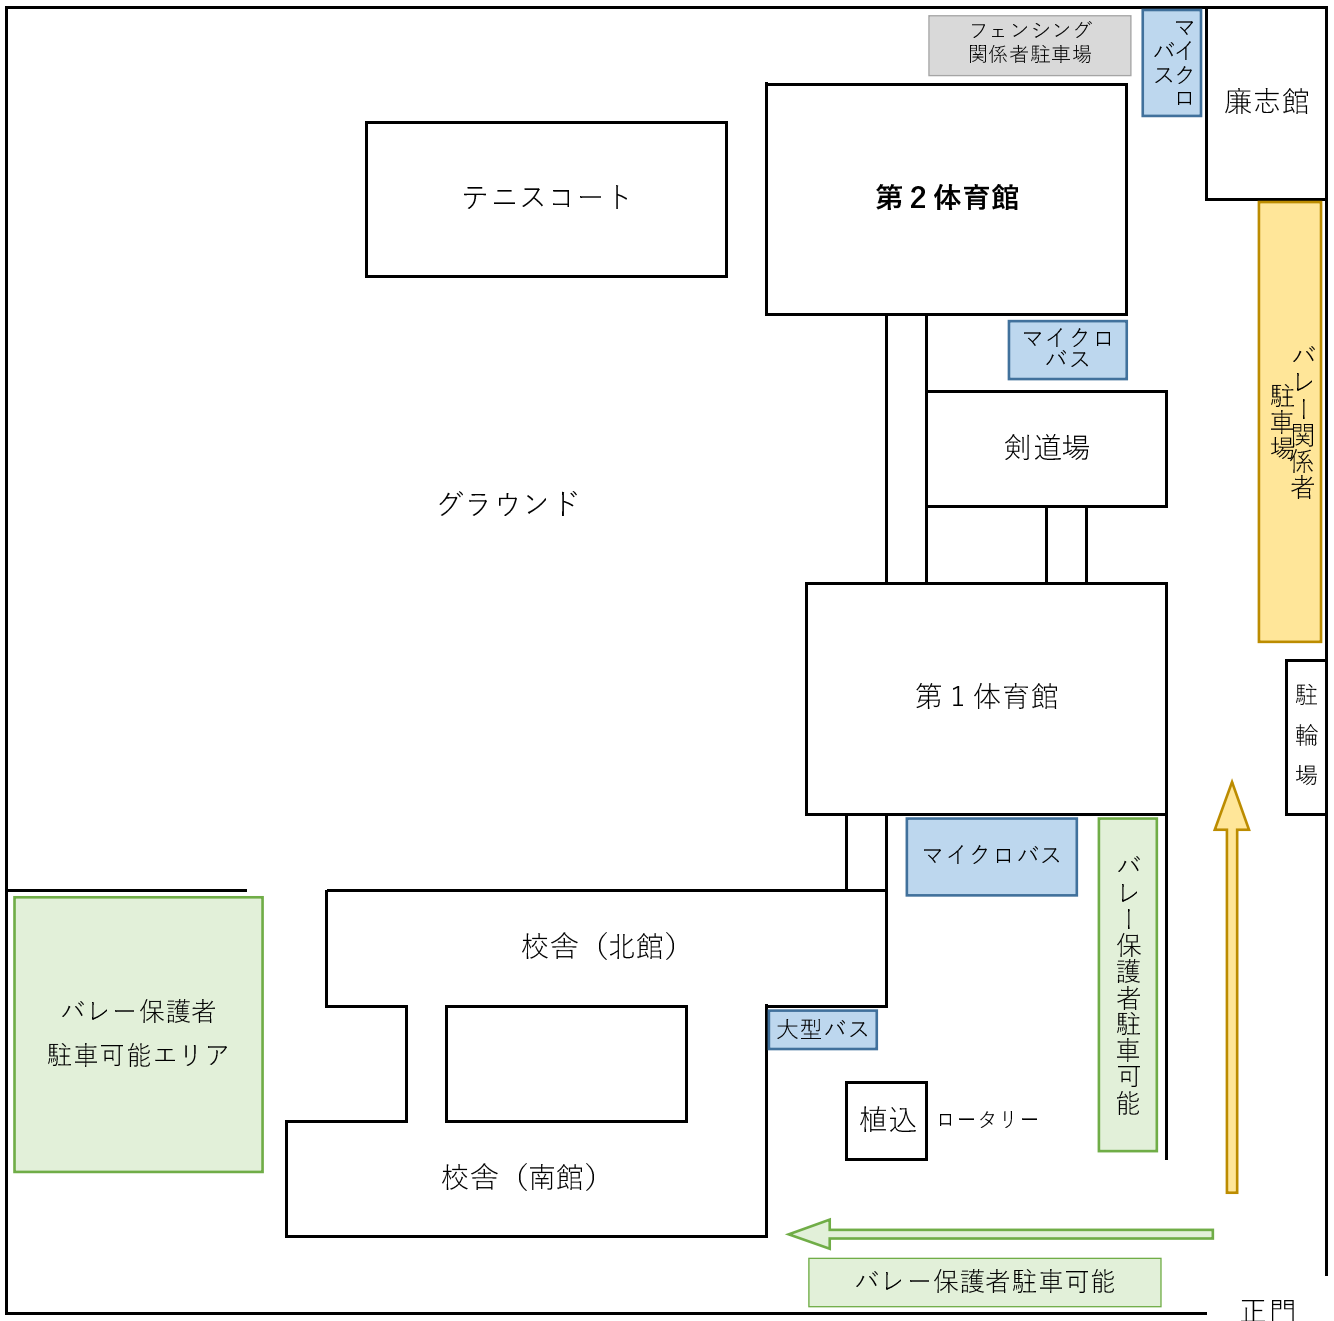 フェンシング
関係者駐車場
マイクロ
バス
廉志館
テニスコート
第２体育館
マイクロ
バス
バレー関係者
駐車場
剣道場
グラウンド
第１体育館
駐輪場
マイクロバス
バレー保護者駐車可能
校舎（北館）
バレー保護者
駐車可能エリア
大型バス
植込
ロータリー
校舎（南館）
バレー保護者駐車可能
正門